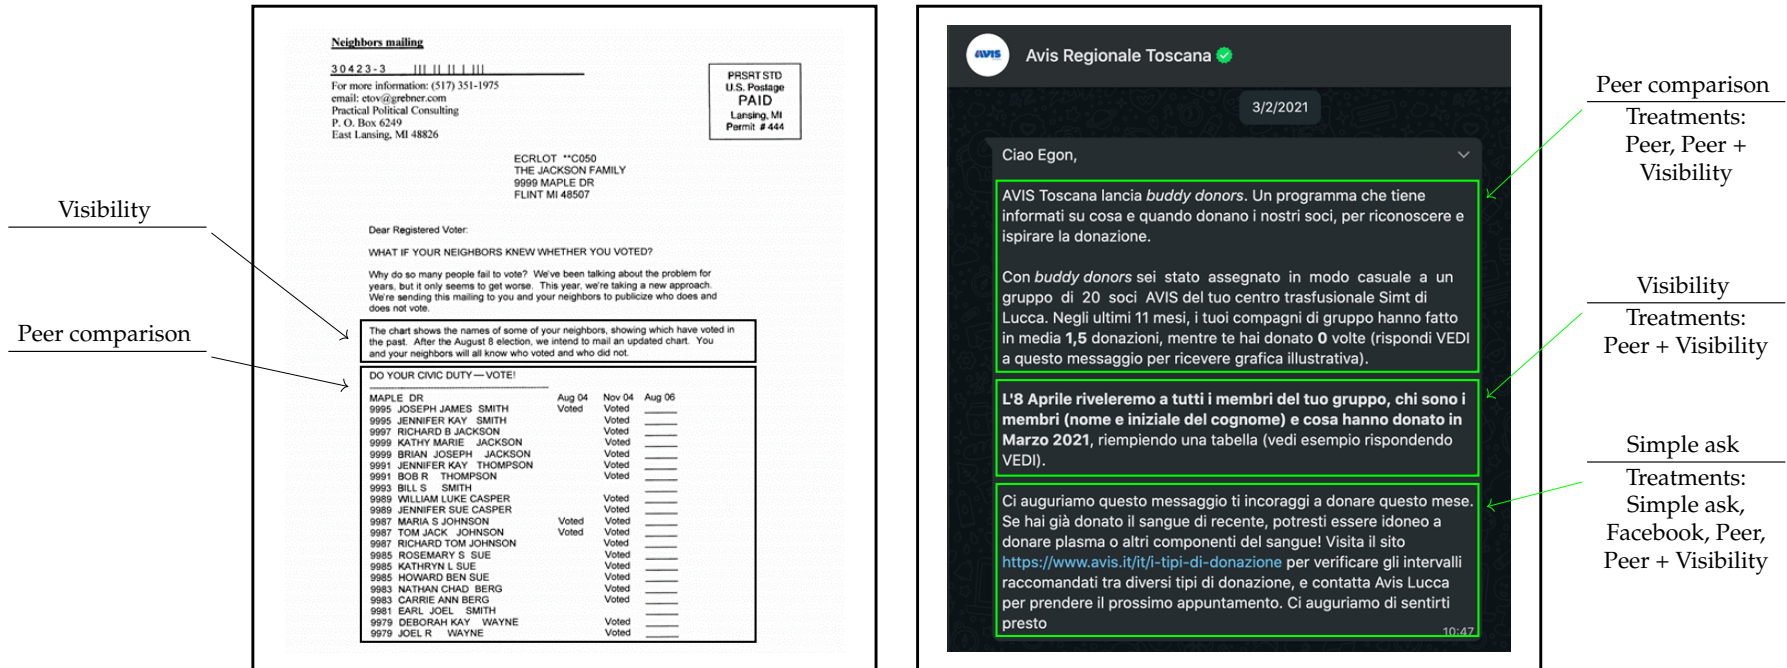 Visibility
Peer comparison
Neighbors mailing
30423-3
For more information: (517) 351-1975
email: etov@grebner.com
Practical Political Consulting
P. O. Box 6249
East Lansing, MI 48826
PRSRT STD
U.S. Postage
PAID
Lansing, MI
Permit # 444
ECRLOT **C050
THE JACKSON FAMILY
9999 MAPLE DR
FLINT MI 48507
Dear Registered Voter:
WHAT IF YOUR NEIGHBORS KNEW WHETHER YOU VOTED?
Why do so many people fail to vote? We've been talking about the problem for
years, but it only seems to get worse. This year, we're taking a new approach.
We're sending this mailing to you and your neighbors to publicize who does and
does not vote.
The chart shows the names of some of your neighbors, showing which have voted in
the past. After the August 8 election, we intend to mail an updated chart. You
and your neighbors will all know who voted and who did not.
DO YOUR CIVIC DUTY — VOTE!
MAPLE DR Aug 04 Nov 04 Aug 06
9995 JOSEPH JAMES SMITH Voted Voted
9995 JENNIFER KAY SMITH Voted
9997 RICHARD B JACKSON Voted
9999 KATHY MARIE JACKSON Voted
9999 BRIAN JOSEPH JACKSON Voted
9991 JENNIFER KAY THOMPSON Voted
9991 BOB R THOMPSON Voted
9993 BILL S SMITH
9989 WILLIAM LUKE CASPER Voted
9989 JENNIFER SUE CASPER Voted
9987 MARIA S JOHNSON Voted Voted
9987 TOM JACK JOHNSON Voted Voted
9987 RICHARD TOM JOHNSON Voted
9985 ROSEMARY S SUE Voted
9985 KATHRYN L SUE Voted
9985 HOWARD BEN SUE Voted
9983 NATHAN CHAD BERG Voted
9983 CARRIE ANN BERG Voted
9981 EARL JOEL SMITH
9979 DEBORAH KAY WAYNE Voted
9979 JOEL R WAYNE Voted
AVIS
Avis Regionale Toscana
3/2/2021
Ciao Egon,
AVIS Toscana lancia buddy donors. Un programma che tiene
informati su cosa e quando donano i nostri soci, per riconoscere e
ispirare la donazione.
Con buddy donors sei stato assegnato in modo casuale a un
gruppo di 20 soci AVIS del tuo centro trasfusionale Simt di
Lucca. Negli ultimi 11 mesi, i tuoi compagni di gruppo hanno fatto
in media 1,5 donazioni, mentre te hai donato 0 volte (rispondi VEDI
a questo messaggio per ricevere grafica illustrativa).
L'8 Aprile riveleremo a tutti i membri del tuo gruppo, chi sono i
membri (nome e iniziale del cognome) e cosa hanno donato in
Marzo 2021, riempiendo una tabella (vedi esempio rispondendo
VEDI).
Ci auguriamo questo messaggio ti incoraggi a donare questo mese.
Se hai già donato il sangue di recente, potresti essere idoneo a
donare plasma o altri componenti del sangue! Visita il sito
https://www.avis.it/it/i-tipi-di-donazione per verificare gli intervalli
raccomandati tra diversi tipi di donazione, e contatta Avis Lucca
per prendere il prossimo appuntamento. Ci auguriamo di sentirti
presto
10:47
Peer comparison
Treatments:
Peer, Peer +
Visibility
Visibility
Treatments:
Peer + Visibility
Simple ask
Treatments:
Simple ask,
Facebook, Peer,
Peer + Visibility